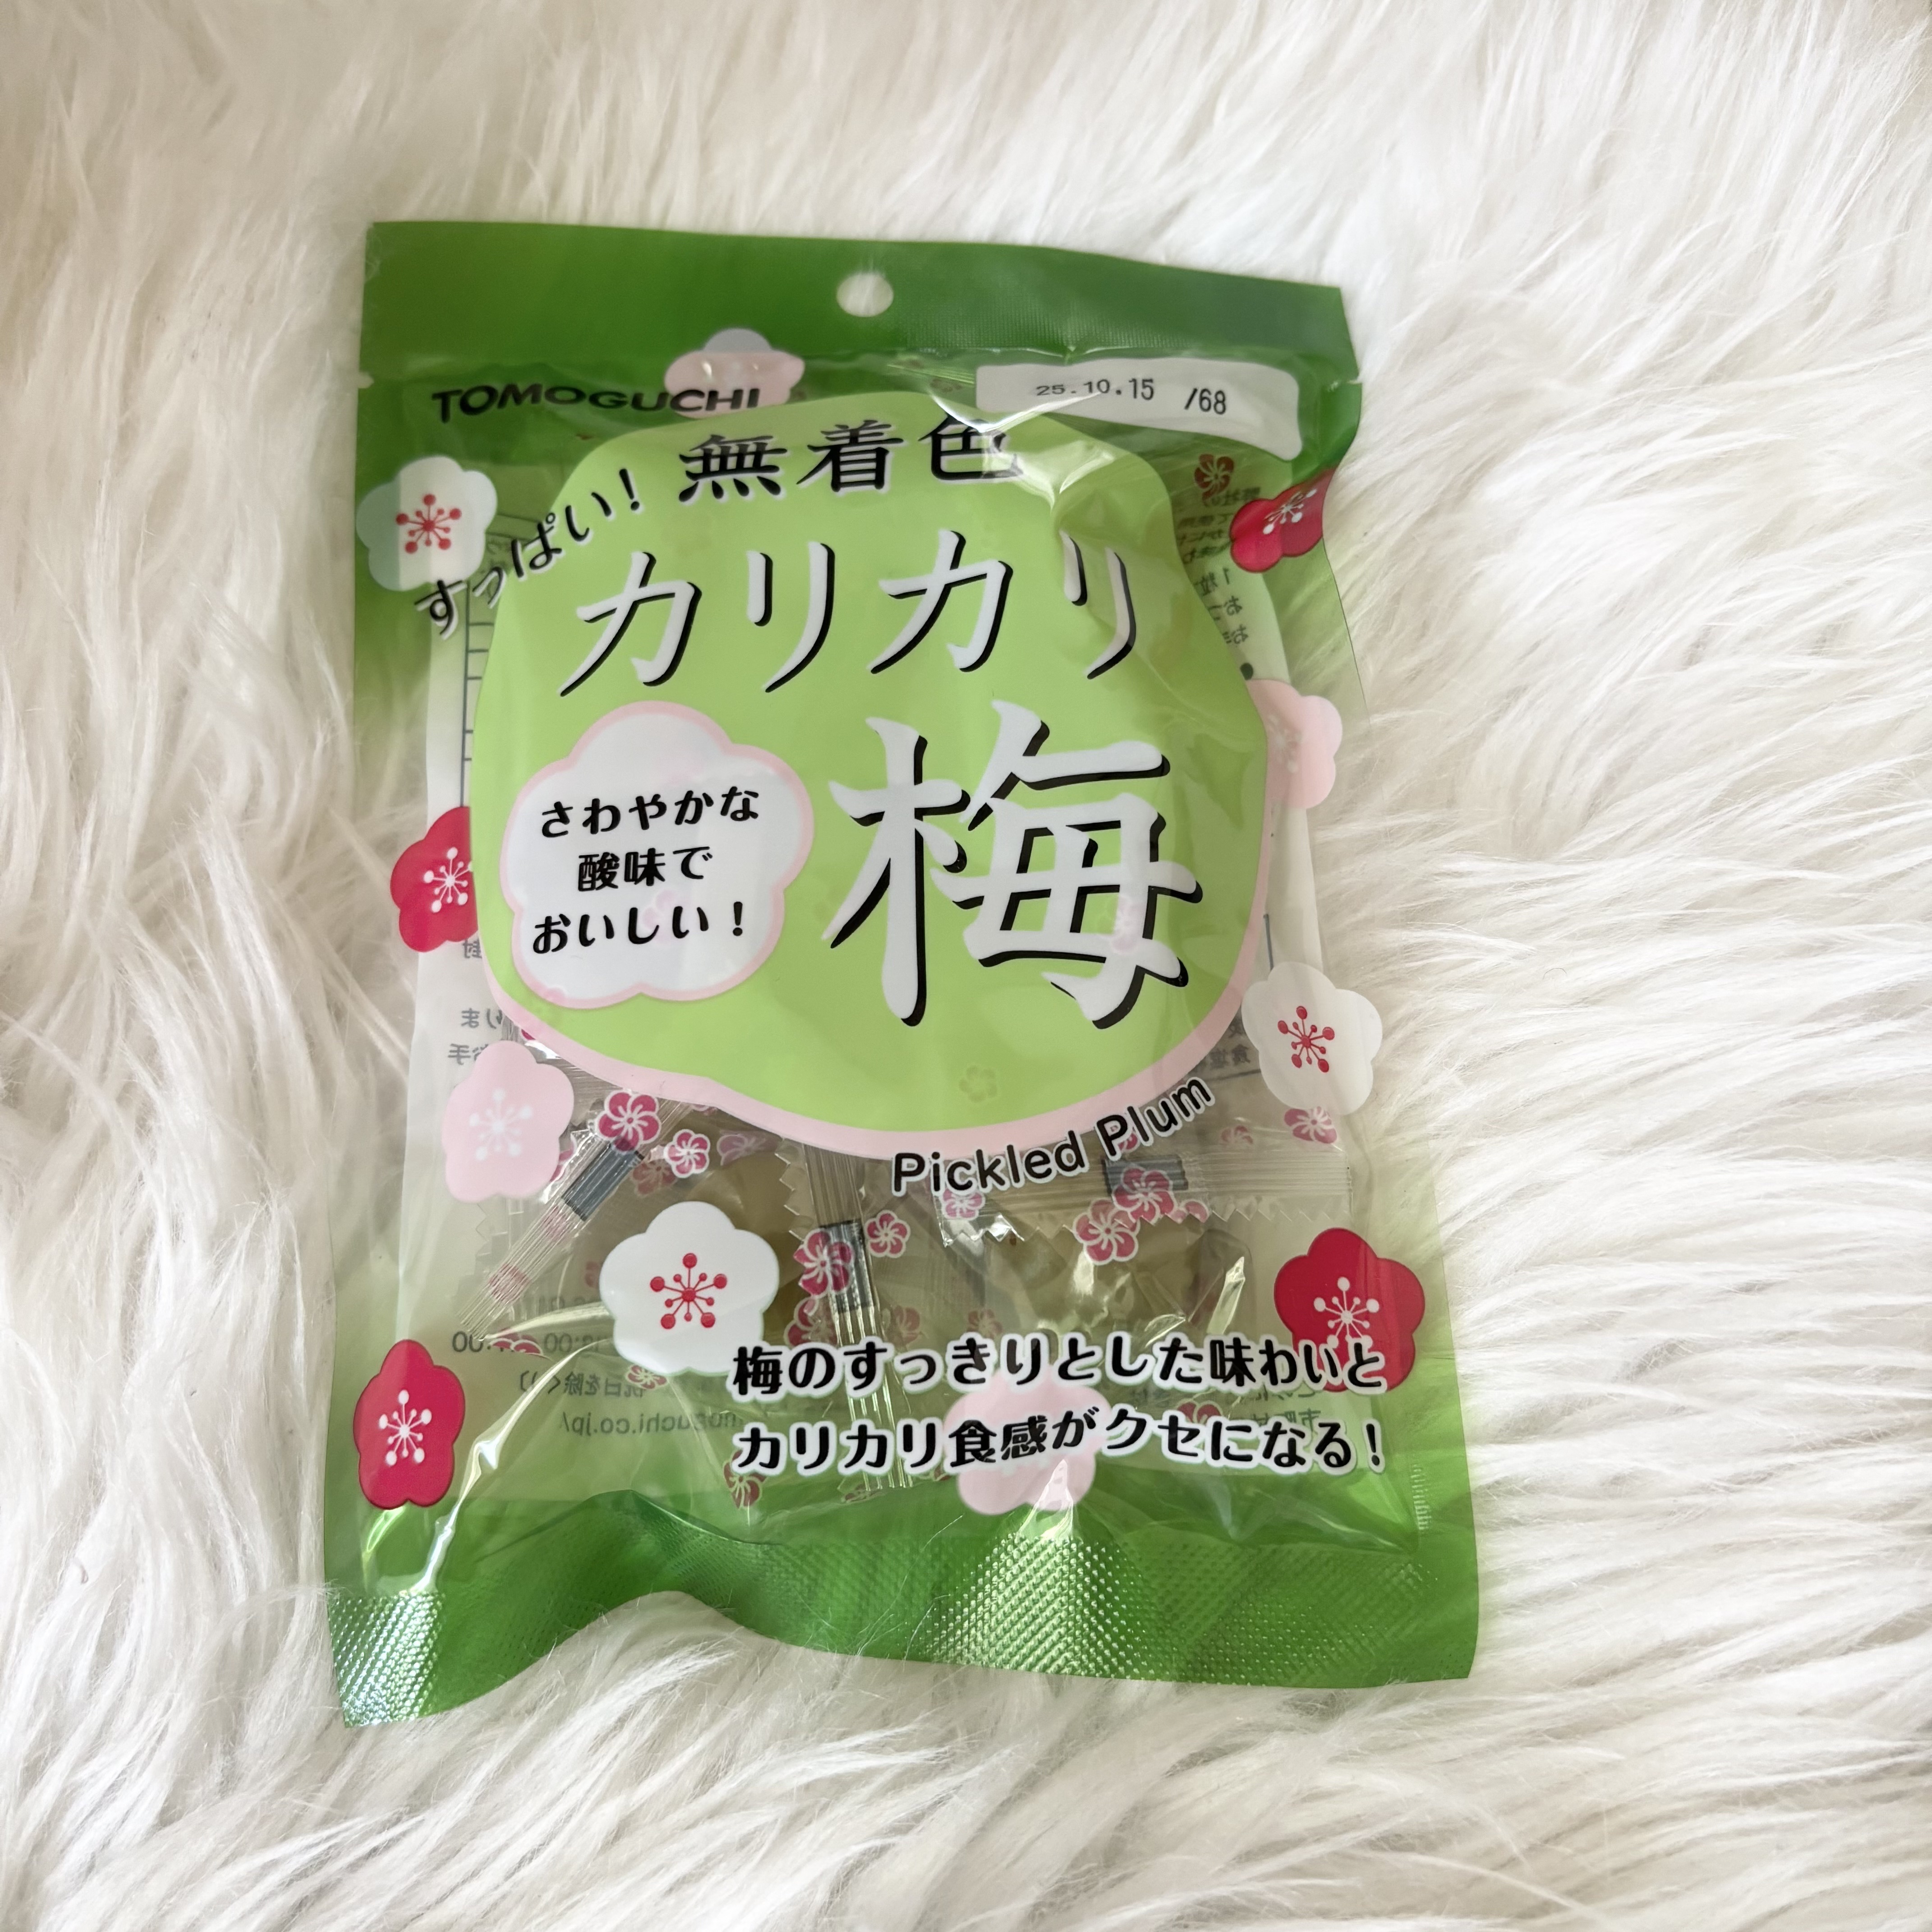 TOMOGUCHI
25.10.15 /68
すっぱい！
無着色
カリカリ
梅
さわやかな
酸味で
おいしい！
Pickled Plum
梅のすっきりとした味わいと
カリカリ食感がクセになる！